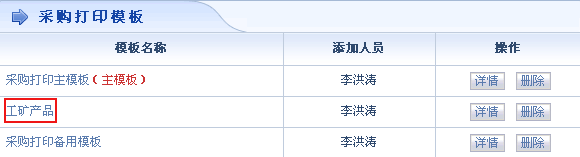 采购打印模板
模板名称 添加人员 操作
采购打印主模板（主模板） 李洪涛 详情 删除
工矿产品 李洪涛 详情 删除
采购打印备用模板 李洪涛 详情 删除